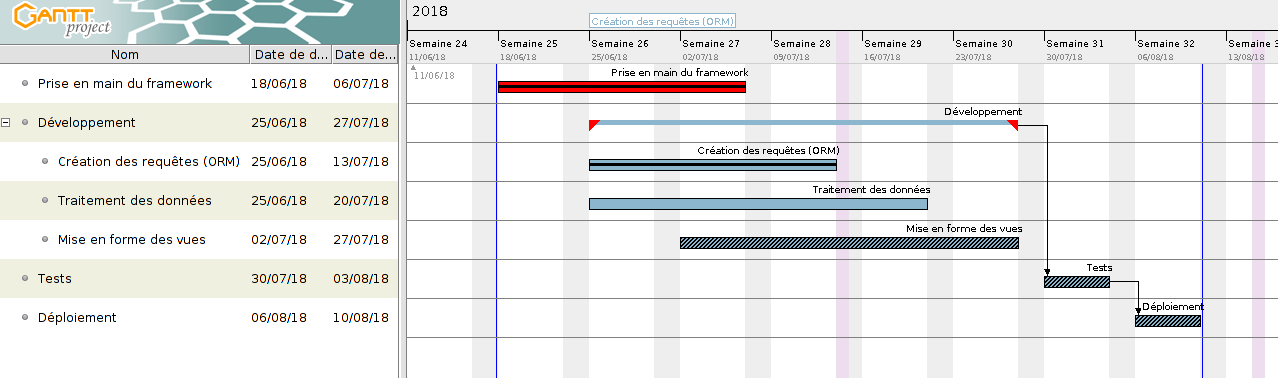 GANTT
project
Nom Date de d... Date de...
Prise en main du framework 18/06/18 06/07/18
Développement 25/06/18 27/07/18
Création des requêtes (ORM) 25/06/18 13/07/18
Traitement des données 25/06/18 20/07/18
Mise en forme des vues 02/07/18 27/07/18
Tests 30/07/18 03/08/18
Déploiement 06/08/18 10/08/18
2018
Création des requêtes (ORM)
Semaine 24 Semaine 25 Semaine 26 Semaine 27 Semaine 28 Semaine 29 Semaine 30 Semaine 31 Semaine 32 Semaine 3
11/06/18 18/06/18 25/06/18 02/07/18 09/07/18 16/07/18 23/07/18 30/07/18 06/08/18 13/08/18
11/06/18
Prise en main du framework
Développement
Création des requêtes (ORM)
Traitement des données
Mise en forme des vues
Tests
Déploiement